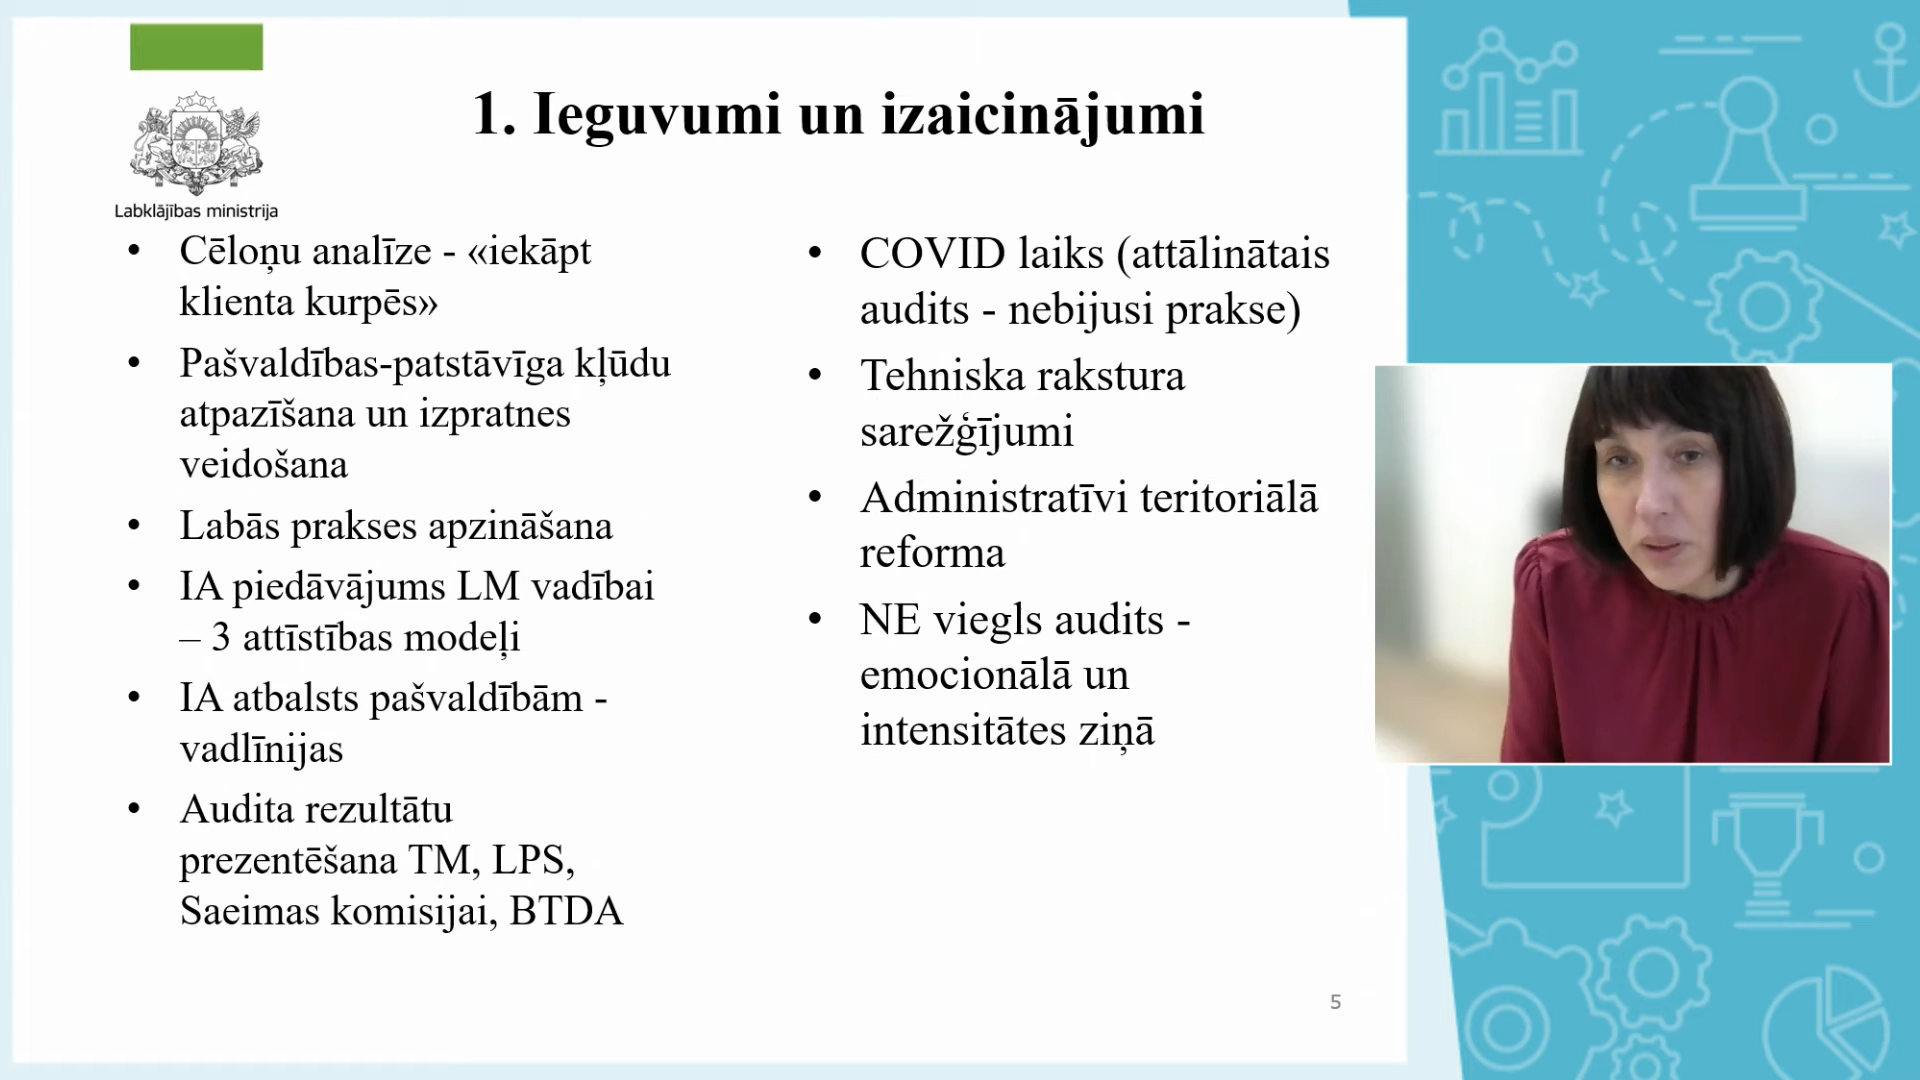 Labklājības ministrija
1. Ieguvumi un izaicinājumi
• Cēloņu analīze - «iekāpt
klienta kurpēs»
• Pašvaldības-patstāvīga kļūdu
atpazīšana un izpratnes
veidošana
• Labās prakses apzināšana
• IA piedāvājums LM vadībai
– 3 attīstības modeļi
• IA atbalsts pašvaldībām -
vadlīnijas
• Audita rezultātu
prezentēšana TM, LPS,
Saeimas komisijai, BTDA
• COVID laiks (attālinātais
audits - nebijusi prakse)
• Tehniska rakstura
sarežģījumi
• Administratīvi teritoriālā
reforma
• NE viegls audits -
emocionālā un
intensitātes ziņā
5